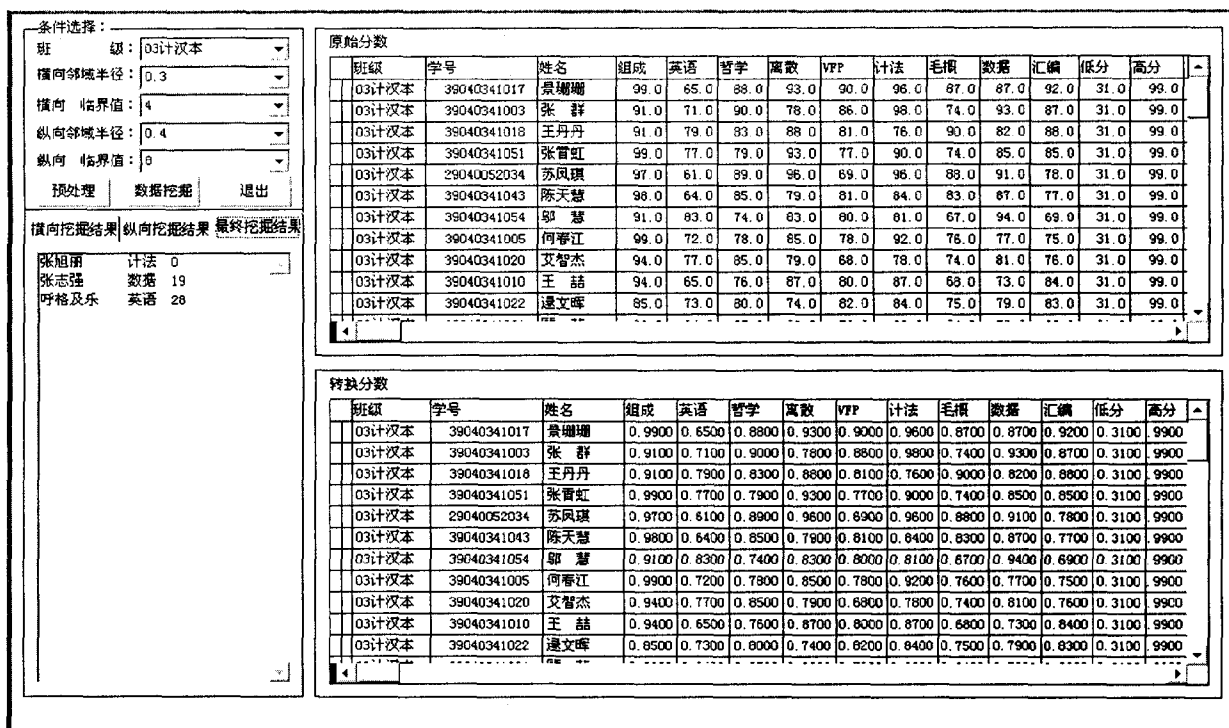 条件选择：
班 级：03计汉本
横向邻域半径：0.3
横向 临界值：4
纵向邻域半径：0.4
纵向 临界值：8
预处理 数据挖掘 退出
横向挖掘结果 纵向挖掘结果 最终挖掘结果
张旭丽 计法 0
张志强 数据 19
呼格及乐 英语 28
原始分数
班级 学号 姓名 组成 英语 哲学 离散 VFP 计法 毛概 数据 汇编 低分 高分
03计汉本 39040341017 景珊珊 99.0 65.0 88.0 93.0 90.0 96.0 87.0 87.0 92.0 31.0 99.0
03计汉本 39040341003 张 群 91.0 71.0 90.0 78.0 86.0 98.0 74.0 93.0 87.0 31.0 99.0
03计汉本 39040341018 王丹丹 91.0 79.0 83.0 88.0 81.0 76.0 90.0 82.0 88.0 31.0 99.0
03计汉本 39040341051 张雪虹 99.0 77.0 79.0 93.0 77.0 90.0 74.0 85.0 85.0 31.0 99.0
03计汉本 29040052034 苏凤琪 97.0 61.0 89.0 96.0 69.0 96.0 88.0 91.0 78.0 31.0 99.0
03计汉本 39040341043 陈天慧 98.0 64.0 85.0 79.0 81.0 84.0 83.0 87.0 77.0 31.0 99.0
03计汉本 39040341054 邬 慧 91.0 83.0 74.0 83.0 80.0 81.0 67.0 94.0 69.0 31.0 99.0
03计汉本 39040341005 何春江 99.0 72.0 78.0 85.0 78.0 92.0 76.0 77.0 75.0 31.0 99.0
03计汉本 39040341020 艾智杰 94.0 77.0 85.0 79.0 68.0 78.0 74.0 81.0 76.0 31.0 99.0
03计汉本 39040341010 王 喆 94.0 65.0 76.0 87.0 80.0 87.0 68.0 73.0 84.0 31.0 99.0
03计汉本 39040341022 逯文晖 85.0 73.0 80.0 74.0 82.0 84.0 75.0 79.0 83.0 31.0 99.0
转换分数
班级 学号 姓名 组成 英语 哲学 离散 VFP 计法 毛概 数据 汇编 低分 高分
03计汉本 39040341017 景珊珊 0.9900 0.6500 0.8800 0.9300 0.9000 0.9600 0.8700 0.8700 0.9200 0.3100 .9900
03计汉本 39040341003 张 群 0.9100 0.7100 0.9000 0.7800 0.8600 0.9800 0.7400 0.9300 0.8700 0.3100 .9900
03计汉本 39040341018 王丹丹 0.9100 0.7900 0.8300 0.8800 0.8100 0.7600 0.9000 0.8200 0.8800 0.3100 .9900
03计汉本 39040341051 张雪虹 0.9900 0.7700 0.7900 0.9300 0.7700 0.9000 0.7400 0.8500 0.8500 0.3100 .9900
03计汉本 29040052034 苏凤琪 0.9700 0.6100 0.8900 0.9600 0.6900 0.9600 0.8800 0.9100 0.7800 0.3100 .9900
03计汉本 39040341043 陈天慧 0.9800 0.6400 0.8500 0.7900 0.8100 0.8400 0.8300 0.8700 0.7700 0.3100 .9900
03计汉本 39040341054 邬 慧 0.9100 0.8300 0.7400 0.8300 0.8000 0.8100 0.6700 0.9400 0.6900 0.3100 .9900
03计汉本 39040341005 何春江 0.9900 0.7200 0.7800 0.8500 0.7800 0.9200 0.7600 0.7700 0.7500 0.3100 .9900
03计汉本 39040341020 艾智杰 0.9400 0.7700 0.8500 0.7900 0.6800 0.7800 0.7400 0.8100 0.7600 0.3100 .9900
03计汉本 39040341010 王 喆 0.9400 0.6500 0.7600 0.8700 0.8000 0.8700 0.6800 0.7300 0.8400 0.3100 .9900
03计汉本 39040341022 逯文晖 0.8500 0.7300 0.8000 0.7400 0.8200 0.8400 0.7500 0.7900 0.8300 0.3100 .9900